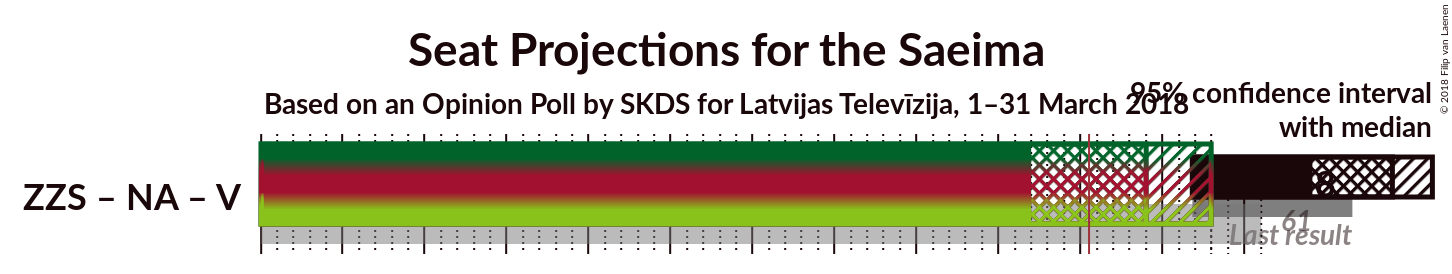 Seat Projections for the Saeima
Based on an Opinion Poll by SKDS for Latvijas Televīzija, 1–31 March 2018
95% confidence interval
with median
ZZS – NA – V
61
Last result
© 2018 Filip van Laenen